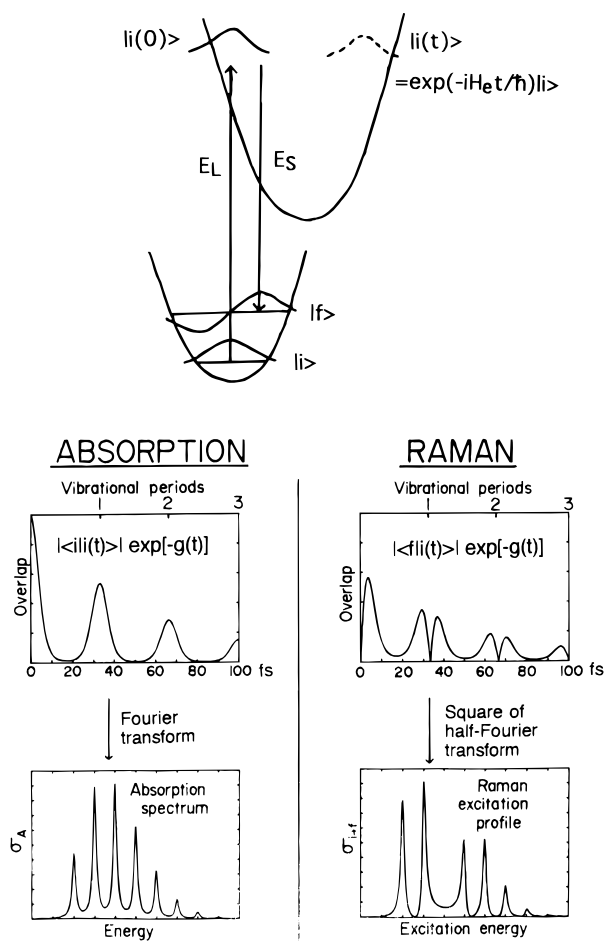 |i(0)>
|i(t)>
=exp(-iHet/ħ)|i>
EL
ES
|f>
|i>
ABSORPTION
Vibrational periods
1 2 3
|<i|i(t)>| exp[-g(t)]
Overlap
0 20 40 60 80 100 fs
Fourier
transform
Absorption
spectrum
σA
Energy
RAMAN
Vibrational periods
1 2 3
|<f|i(t)>| exp[-g(t)]
Overlap
0 20 40 60 80 100 fs
Square of
half-Fourier
transform
Raman
excitation
profile
σi→f
Excitation energy